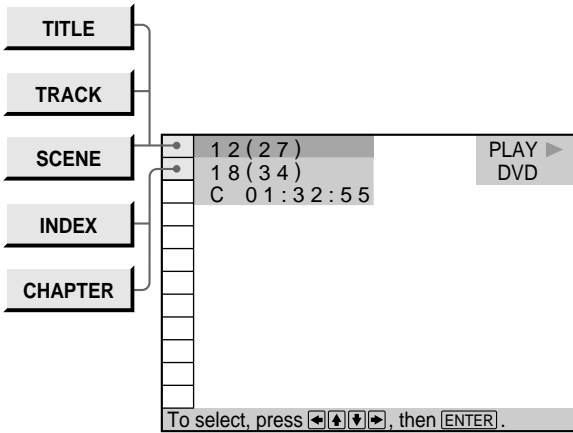 TITLE
TRACK
SCENE
INDEX
CHAPTER
12(27)
18(34)
C 01:32:55
PLAY ▶
DVD
To select, press ←↑↓→, then ENTER.